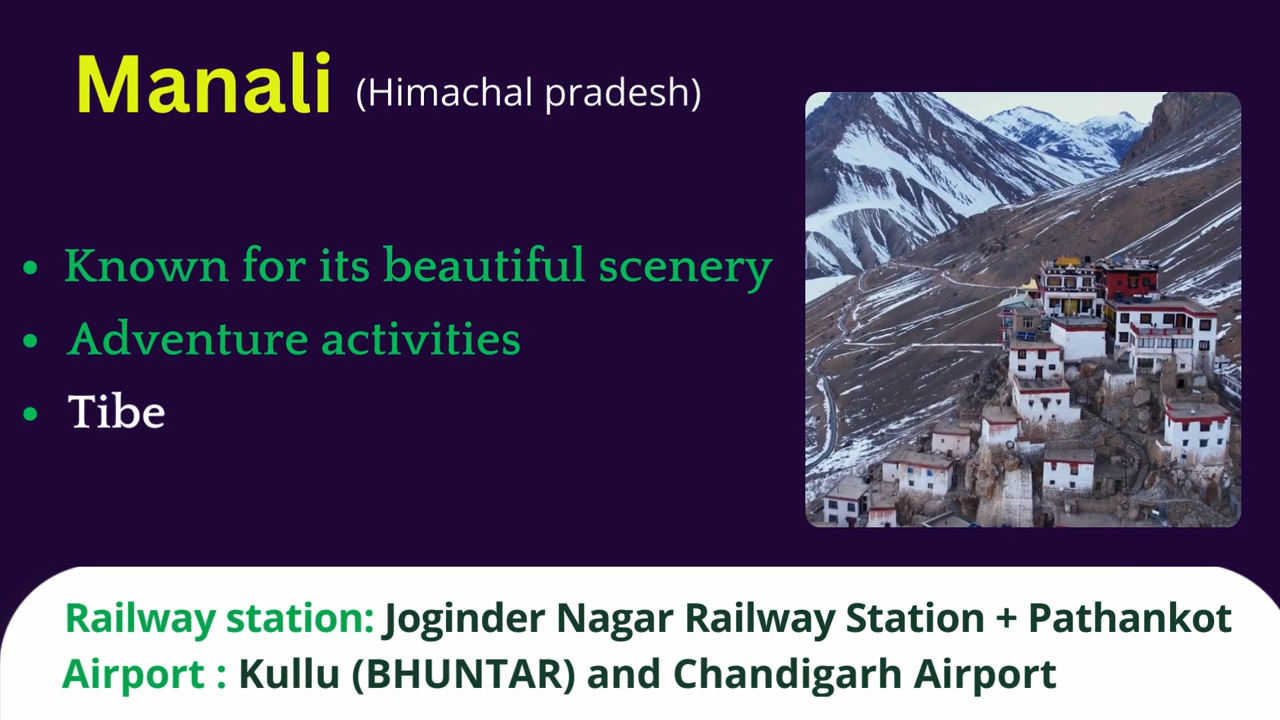 Manali (Himachal pradesh)
• Known for its beautiful scenery
• Adventure activities
• Tibe
Railway station: Joginder Nagar Railway Station + Pathankot
Airport : Kullu (BHUNTAR) and Chandigarh Airport